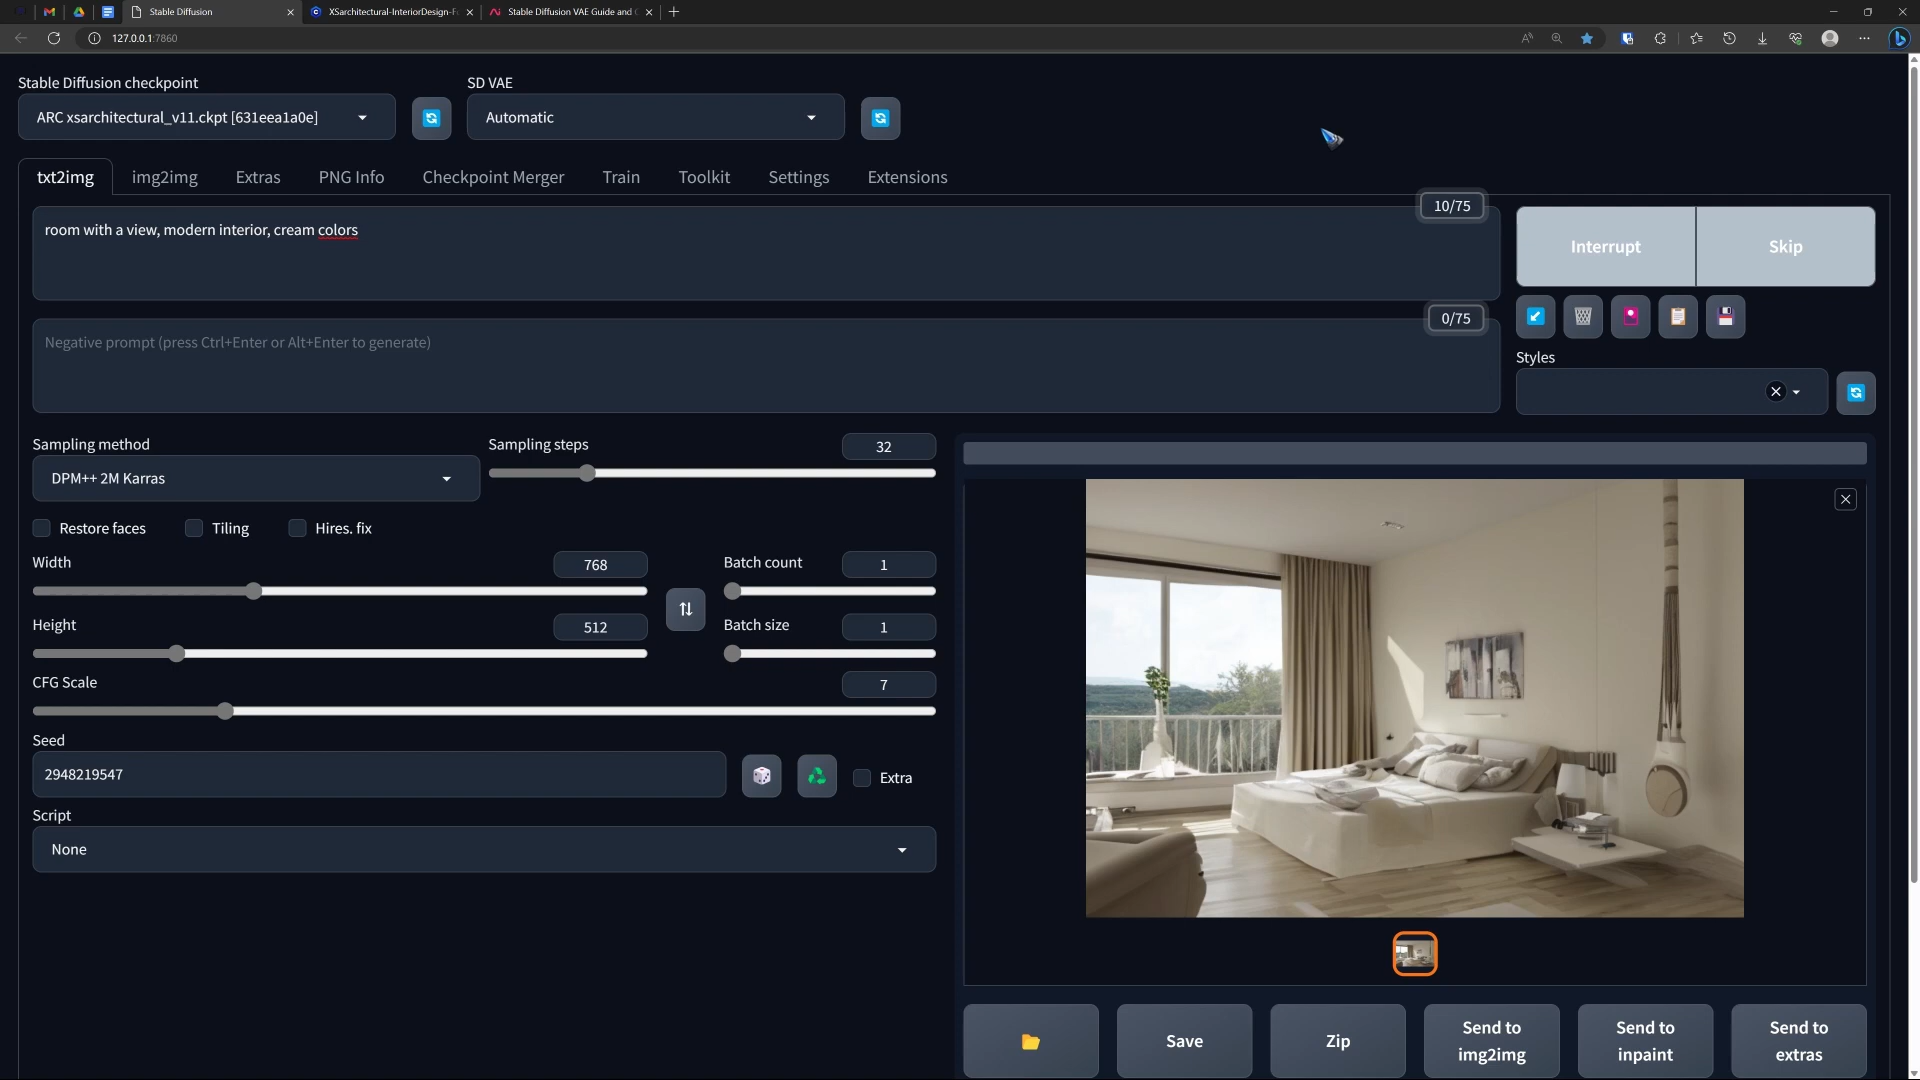 Stable Diffusion
XSarchitectural-InteriorDesign-F
Stable Diffusion VAE Guide and
127.0.0.1:7860
Stable Diffusion checkpoint
SD VAE
ARC xsarchitectural_v11.ckpt [631eea1a0e]
Automatic
txt2img
img2img
Extras
PNG Info
Checkpoint Merger
Train
Toolkit
Settings
Extensions
10/75
room with a view, modern interior, cream colors
Interrupt
Skip
0/75
Negative prompt (press Ctrl+Enter or Alt+Enter to generate)
Styles
Sampling method
Sampling steps
32
DPM++ 2M Karras
Restore faces
Tiling
Hires. fix
Width
768
Batch count
1
Height
512
Batch size
1
CFG Scale
7
Seed
2948219547
Extra
Script
None
Save
Zip
Send to
img2img
Send to
inpaint
Send to
extras